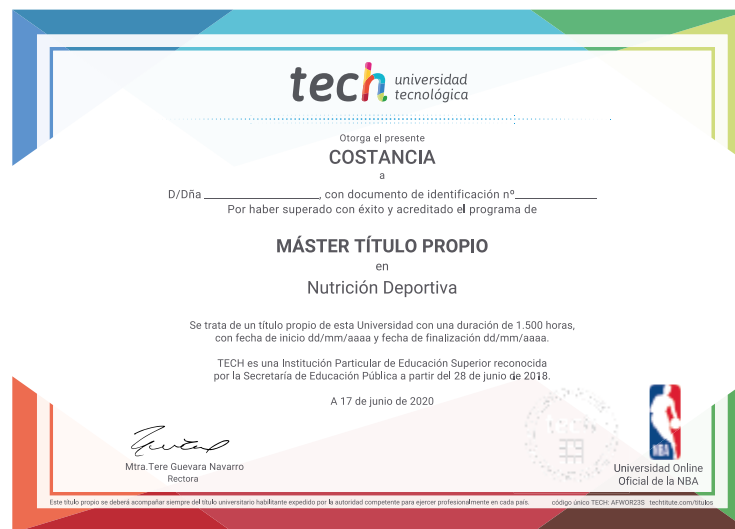 tech universidad
tecnológica
Otorga el presente
COSTANCIA
a
D/Dña ____________________, con documento de identificación nº______________
Por haber superado con éxito y acreditado el programa de
MÁSTER TÍTULO PROPIO
en
Nutrición Deportiva
Se trata de un título propio de esta Universidad con una duración de 1.500 horas,
con fecha de inicio dd/mm/aaaa y fecha de finalización dd/mm/aaaa.
TECH es una Institución Particular de Educación Superior reconocida
por la Secretaría de Educación Pública a partir del 28 de junio de 2018.
A 17 de junio de 2020
Mtra.Tere Guevara Navarro
Rectora
NBA
Universidad Online
Oficial de la NBA
Este título propio se deberá acompañar siempre del título universitario habilitante expedido por la autoridad competente para ejercer profesionalmente en cada país. código único TECH: AFWOR23S techtitute.com/titulos